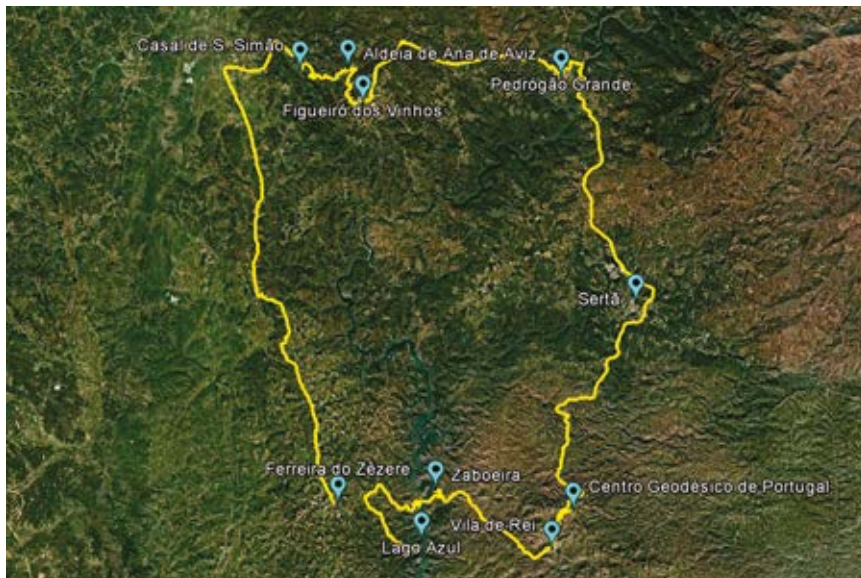 Casal de S. Simão
Aldeia de Ana de Aviz
Pedrógão Grande
Figueiró dos Vinhos
Sertã
Ferreira do Zêzere
Zaboeira
Centro Geodésico de Portugal
Vila de Rei
Lago Azul